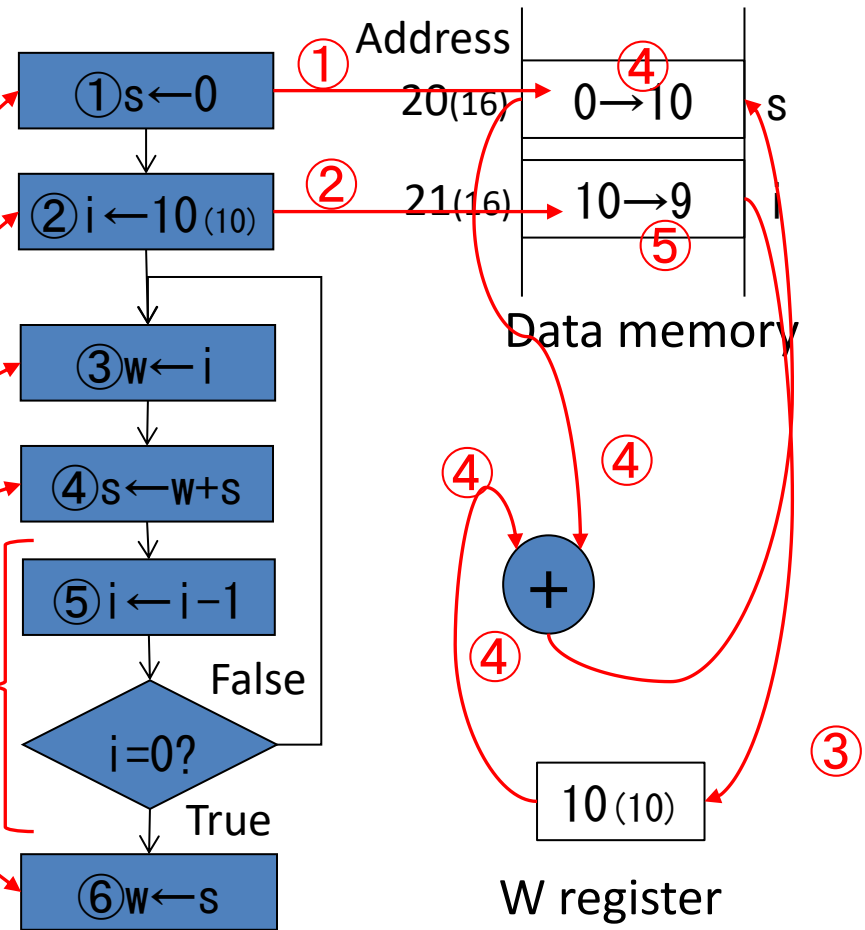 ①s←0
②i←10(10)
③w←i
④s←w+s
⑤i←i-1
False
i=0?
True
⑥w←s
Address
①
④
20(16)
0→10
s
②
21(16)
10→9
i
⑤
Data memory
④
④
+
④
③
10(10)
W register